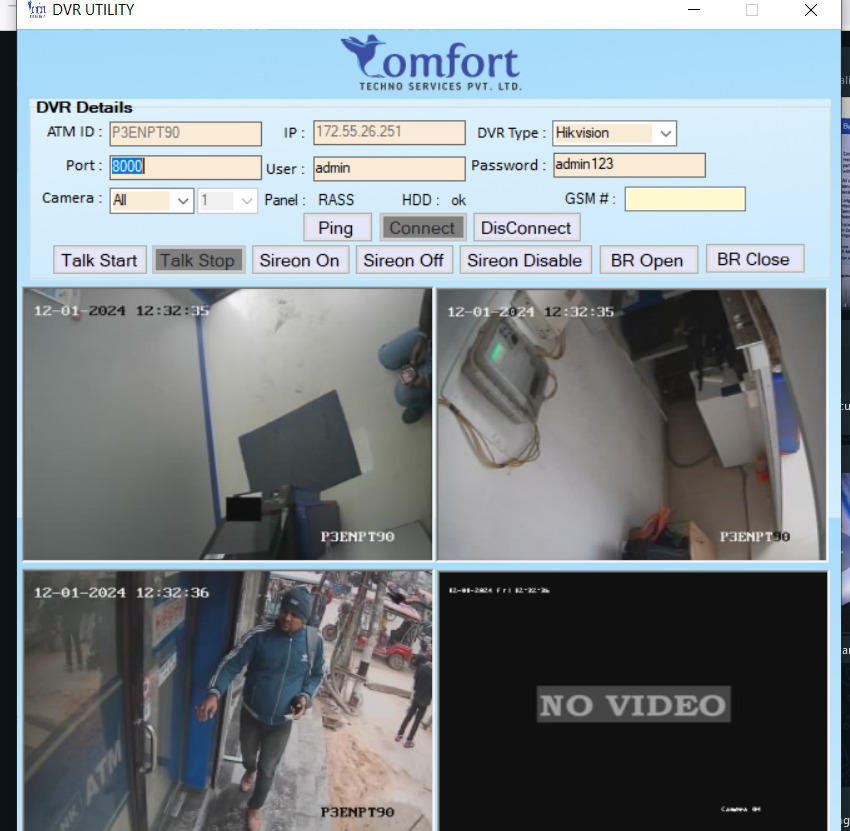 DVR UTILITY
Comfort
TECHNO SERVICES PVT. LTD.
DVR Details
ATM ID : P3ENPT90 IP : 172.55.26.251 DVR Type : Hikvision
Port : 8000 User : admin Password : admin123
Camera : All 1 Panel : RASS HDD : ok GSM # :
Ping Connect DisConnect
Talk Start Talk Stop Sireon On Sireon Off Sireon Disable BR Open BR Close
12-01-2024 12:32:35
P3ENPT90
12-01-2024 12:32:35
P3ENPT90
12-01-2024 12:32:36
ATM
P3ENPT90
12-01-2024 Fri 12:32:36
NO VIDEO
Camera 04